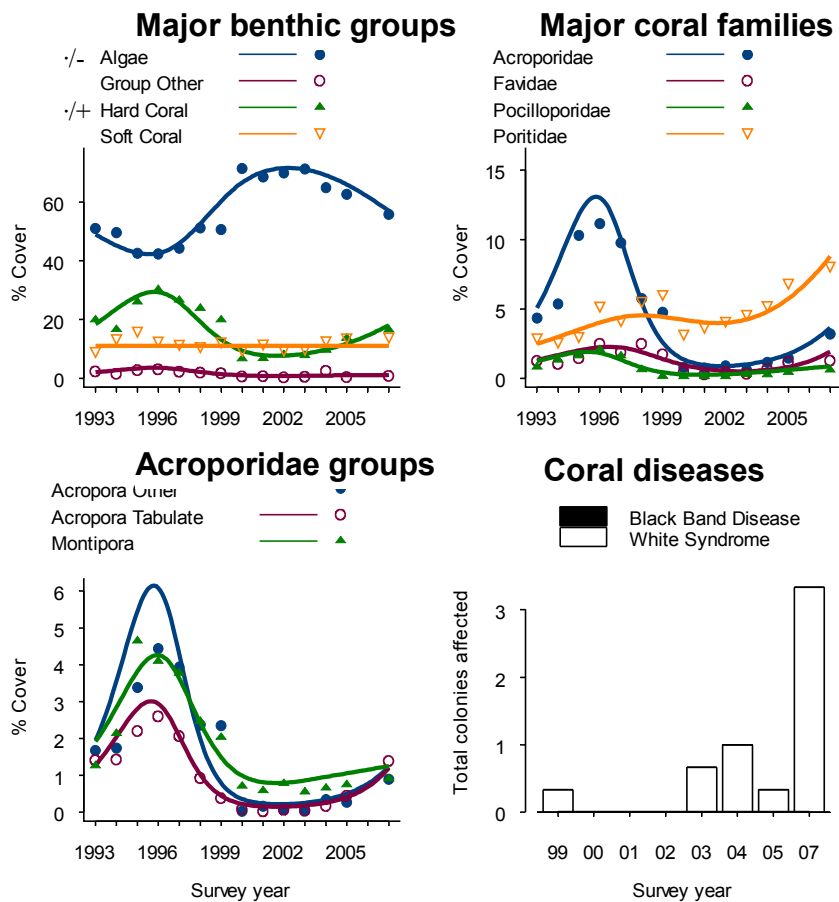 Major benthic groups
·/- Algae
Group Other
·/+ Hard Coral
Soft Coral
% Cover
60
40
20
0
1993 1996 1999 2002 2005
Major coral families
Acroporidae
Favidae
Pocilloporidae
Poritidae
% Cover
15
10
5
0
1993 1996 1999 2002 2005
Acroporidae groups
Acropora Other
Acropora Tabulate
Montipora
% Cover
6
5
4
3
2
1
0
1993 1996 1999 2002 2005
Survey year
Coral diseases
Black Band Disease
White Syndrome
Total colonies affected
3
2
1
0
99 00 01 02 03 04 05 07
Survey year